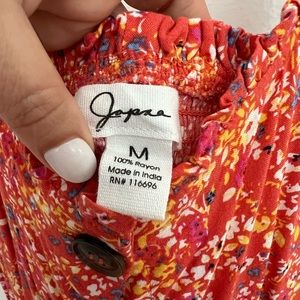 Japna
M
100% Rayon
Made in India
RN# 116696